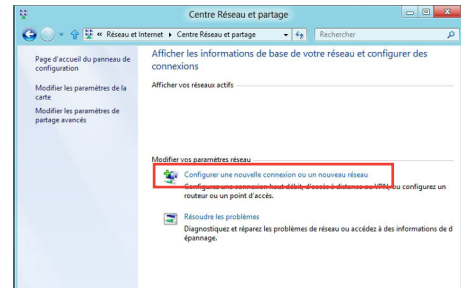 Centre Réseau et partage
« Réseau et Internet ▸ Centre Réseau et partage
Rechercher
Page d'accueil du panneau de
configuration
Modifier les paramètres de la
carte
Modifier les paramètres de
partage avancés
Afficher les informations de base de votre réseau et configurer des
connexions
Afficher vos réseaux actifs
Modifier vos paramètres réseau
Configurer une nouvelle connexion ou un nouveau réseau
Configurez une connexion haut débit, d'accès à distance ou VPN, ou configurez un
routeur ou un point d'accès.
Résoudre les problèmes
Diagnostiquez et réparez les problèmes de réseau ou accédez à des informations de d
épannage.